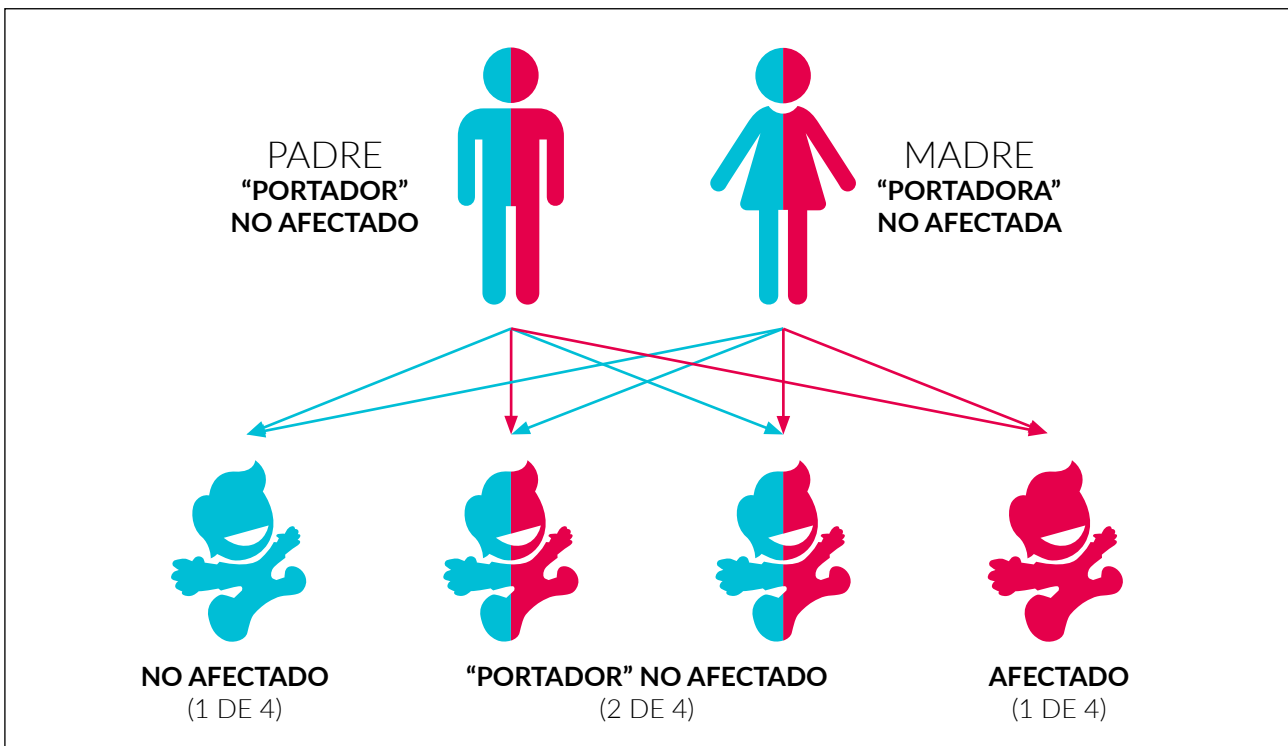 PADRE
“PORTADOR”
NO AFECTADO
MADRE
“PORTADORA”
NO AFECTADA
NO AFECTADO
(1 DE 4)
“PORTADOR” NO AFECTADO
(2 DE 4)
AFECTADO
(1 DE 4)